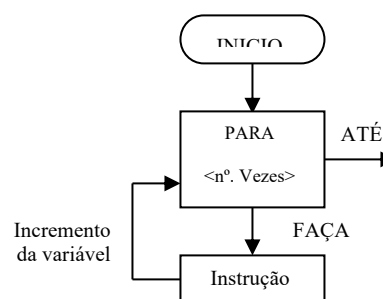 INICIO
PARA
ATÉ
<nº. Vezes>
FAÇA
Incremento
da variável
Instrução